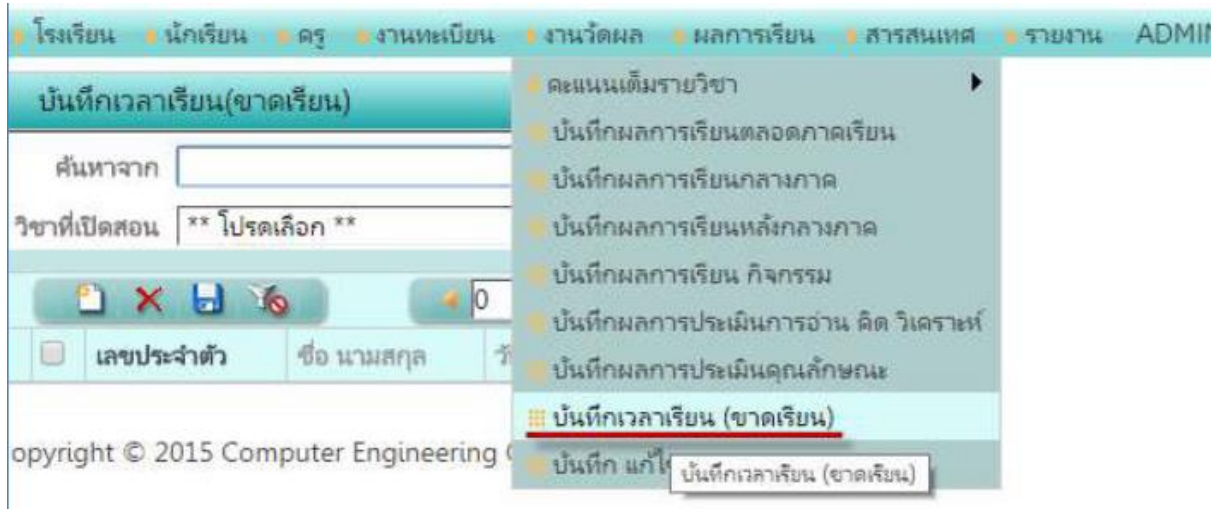 โรงเรียน นักเรียน ครู งานทะเบียน งานวัดผล ผลการเรียน สารสนเทศ รายงาน ADMIN
บันทึกเวลาเรียน(ขาดเรียน)
ค้นหาจาก
วิชาที่เปิดสอน ** โปรดเลือก **
0
เลขประจำตัว ชื่อ นามสกุล
opyright © 2015 Computer Engineering
คะแนนเต็มรายวิชา
บันทึกผลการเรียนตลอดภาคเรียน
บันทึกผลการเรียนกลางภาค
บันทึกผลการเรียนหลังกลางภาค
บันทึกผลการเรียน กิจกรรม
บันทึกผลการประเมินการอ่าน คิด วิเคราะห์
บันทึกผลการประเมินคุณลักษณะ
บันทึกเวลาเรียน (ขาดเรียน)
บันทึก
บันทึกเวลาเรียน (ขาดเรียน)